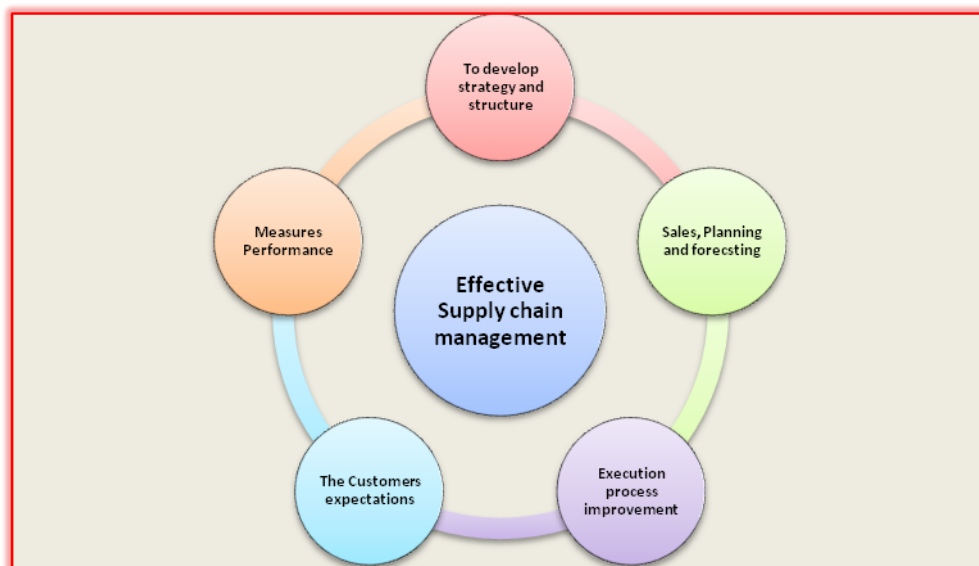 To develop
strategy and
structure
Measures
Performance
Sales, Planning
and forecsting
Effective
Supply chain
management
The Customers
expectations
Execution
process
improvement